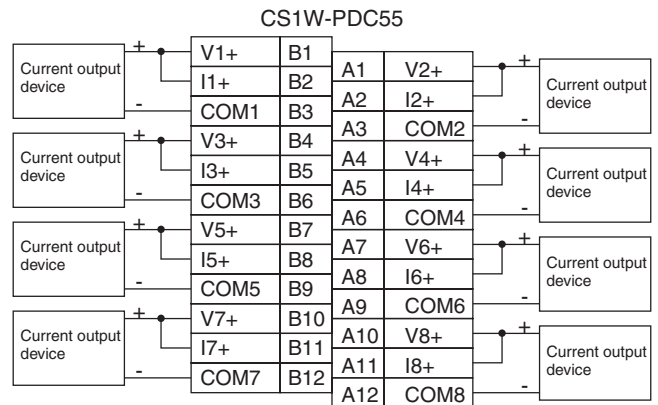 CS1W-PDC55
Current output
device
+
-
V1+ B1
I1+ B2
COM1 B3
A1 V2+
A2 I2+
A3 COM2
+
-
Current output
device
Current output
device
+
-
V3+ B4
I3+ B5
COM3 B6
A4 V4+
A5 I4+
A6 COM4
+
-
Current output
device
Current output
device
+
-
V5+ B7
I5+ B8
COM5 B9
A7 V6+
A8 I6+
A9 COM6
+
-
Current output
device
Current output
device
+
-
V7+ B10
I7+ B11
COM7 B12
A10 V8+
A11 I8+
A12 COM8
+
-
Current output
device